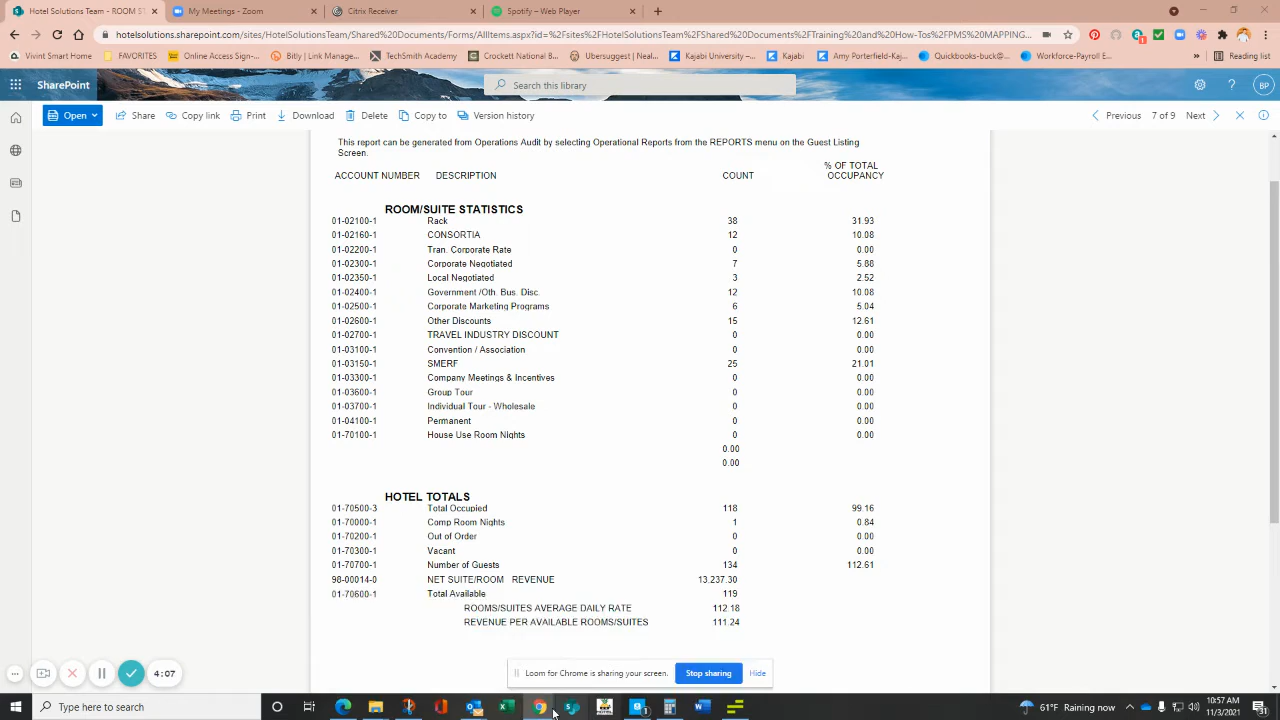 Hotel Solutions Team - ROOM ST
My Meetings - Zoom
Citrix Receiver
Spotify – Web Player
hotelsolutions.sharepoint.com/sites/HotelSolutionsTeam/Shared%20Documents/Forms/AllItems.aspx?id=%2Fsites%2FHotelSolutionsTeam%2FShared%20Documents%2FTraining%20and%20How-Tos%2FPMS%20MAPPING...
Vivint Smart Home FAVORITES Online Access Sign-... Bitly | Link Manage... TechSmith Academy Crockett National B... Ubersuggest | Neal... Kajabi University –... Kajabi Amy Porterfield-Kaj... Quickbooks-buck@... Workforce-Payroll E... » Reading list
SharePoint Search this library ? BP
Open Share Copy link Print Download Delete Copy to Version history Previous 7 of 9 Next
This report can be generated from Operations Audit by selecting Operational Reports from the REPORTS menu on the Guest Listing
Screen.
% OF TOTAL
ACCOUNT NUMBER DESCRIPTION COUNT OCCUPANCY
ROOM/SUITE STATISTICS
01-02100-1 Rack 38 31.93
01-02160-1 CONSORTIA 12 10.08
01-02200-1 Tran. Corporate Rate 0 0.00
01-02300-1 Corporate Negotiated 7 5.88
01-02350-1 Local Negotiated 3 2.52
01-02400-1 Government /Oth. Bus. Disc. 12 10.08
01-02500-1 Corporate Marketing Programs 6 5.04
01-02600-1 Other Discounts 15 12.61
01-02700-1 TRAVEL INDUSTRY DISCOUNT 0 0.00
01-03100-1 Convention / Association 0 0.00
01-03150-1 SMERF 25 21.01
01-03300-1 Company Meetings & Incentives 0 0.00
01-03600-1 Group Tour 0 0.00
01-03700-1 Individual Tour - Wholesale 0 0.00
01-04100-1 Permanent 0 0.00
01-70100-1 House Use Room Nights 0 0.00
0.00
0.00
HOTEL TOTALS
01-70500-3 Total Occupied 118 99.16
01-70000-1 Comp Room Nights 1 0.84
01-70200-1 Out of Order 0 0.00
01-70300-1 Vacant 0 0.00
01-70700-1 Number of Guests 134 112.61
98-00014-0 NET SUITE/ROOM REVENUE 13,237.30
01-70600-1 Total Available 119
ROOMS/SUITES AVERAGE DAILY RATE 112.18
REVENUE PER AVAILABLE ROOMS/SUITES 111.24
4:07
Loom for Chrome is sharing your screen. Stop sharing Hide
Type here to search
61°F Raining now
10:57 AM
11/3/2021